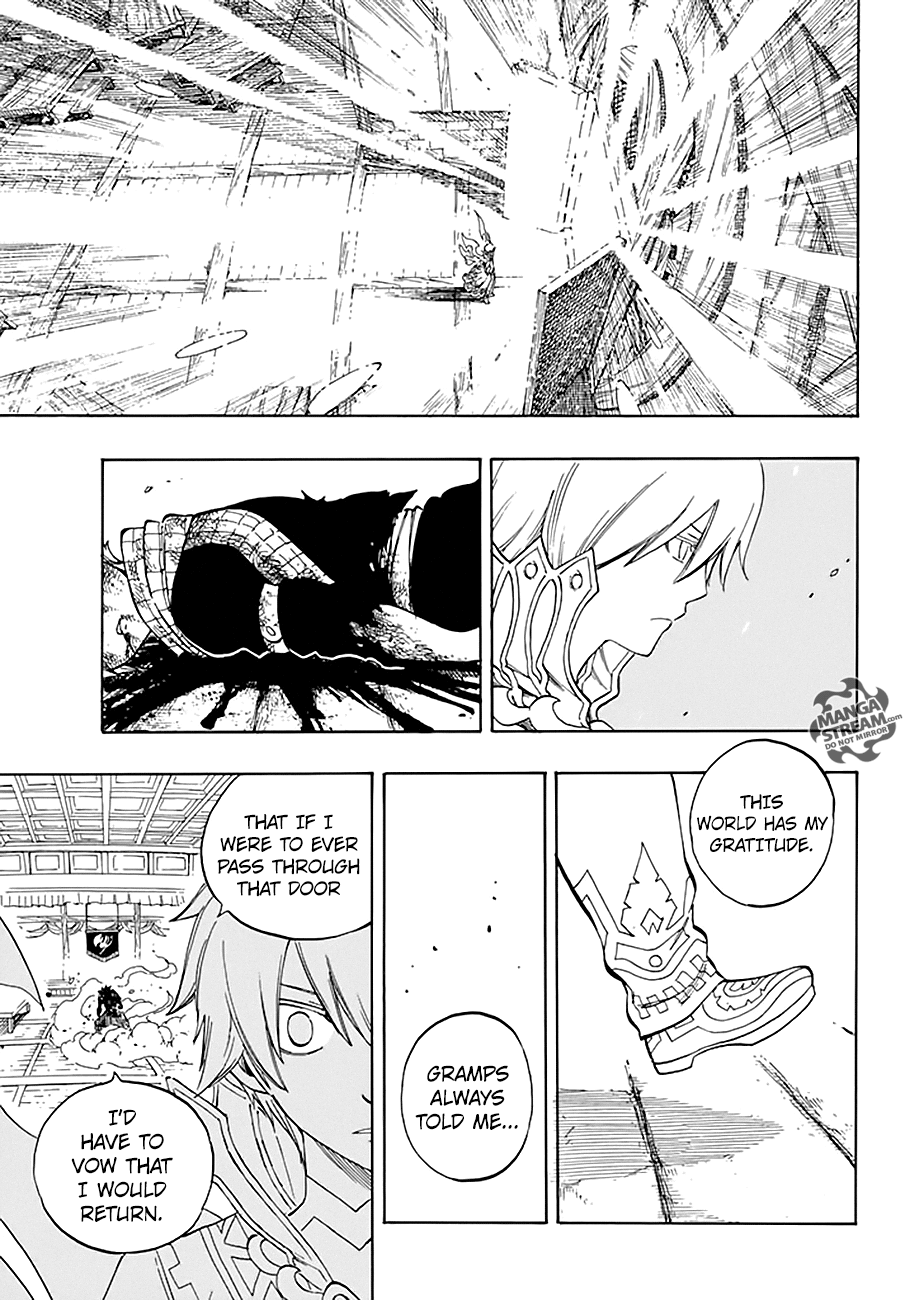 MANGA
STREAM.com
DO NOT MIRROR!
THIS
WORLD HAS MY
GRATITUDE.
GRAMPS
ALWAYS
TOLD ME...
THAT IF I
WERE TO EVER
PASS THROUGH
THAT DOOR
I'D
HAVE TO
VOW THAT
I WOULD
RETURN.